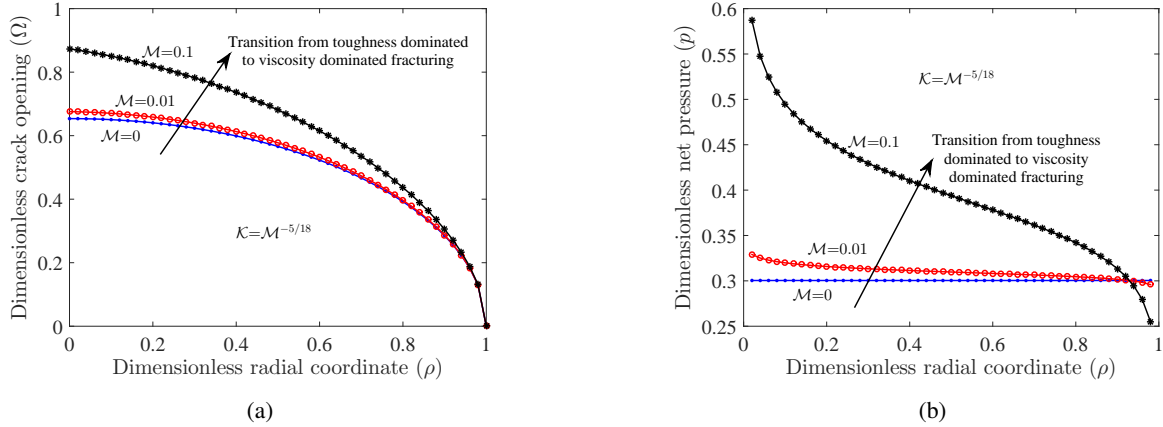 1
0.8
0.6
0.4
0.2
0
0
0.2
0.4
0.6
0.8
1
Dimensionless crack opening (Ω)
Dimensionless radial coordinate (ρ)
ℳ=0.1
Transition from toughness dominated
to viscosity dominated fracturing
ℳ=0.01
ℳ=0
𝒦=ℳ^{-5/18}
(a)
0.6
0.55
0.5
0.45
0.4
0.35
0.3
0.25
0
0.2
0.4
0.6
0.8
1
Dimensionless net pressure (p)
Dimensionless radial coordinate (ρ)
𝒦=ℳ^{-5/18}
ℳ=0.1
Transition from toughness
dominated to viscosity
dominated fracturing
ℳ=0.01
ℳ=0
(b)